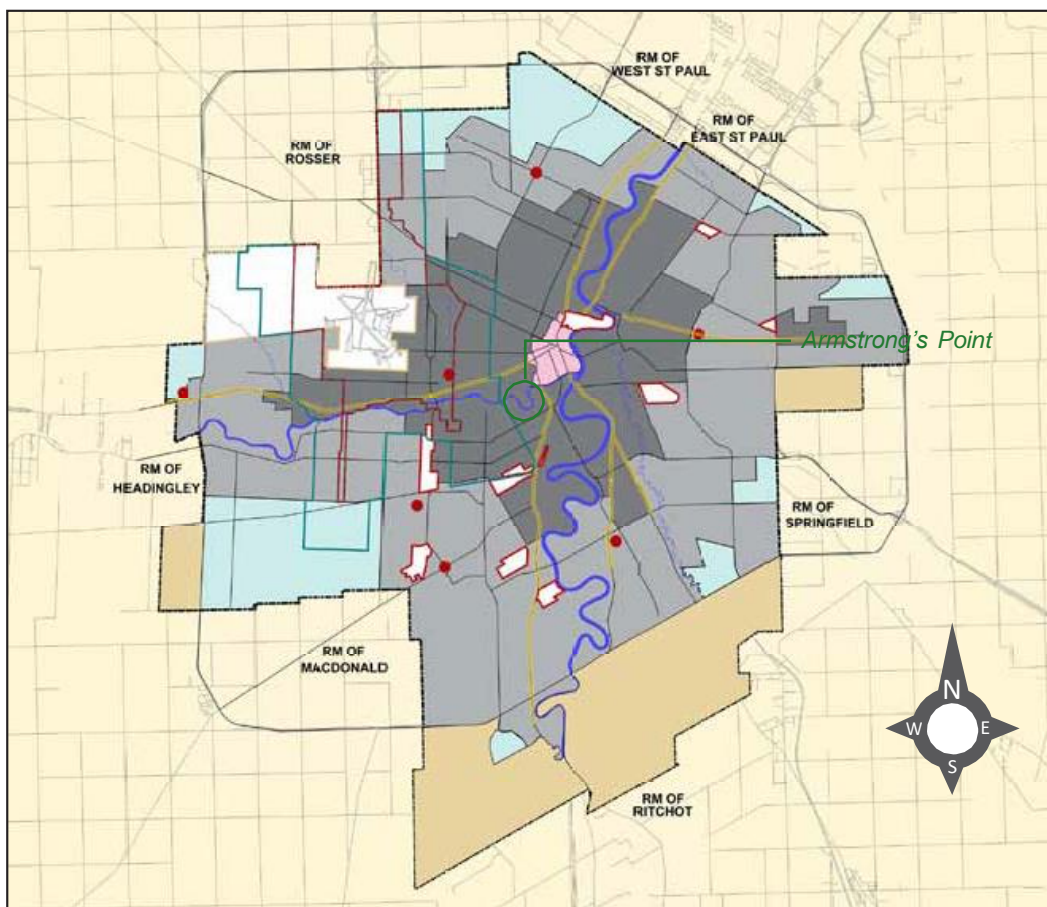 RM OF
WEST ST PAUL
RM OF
EAST ST PAUL
RM OF
ROSSER
Armstrong's Point
RM OF
HEADINGLEY
RM OF
SPRINGFIELD
RM OF
MACDONALD
RM OF
RITCHOT
N
W E
S